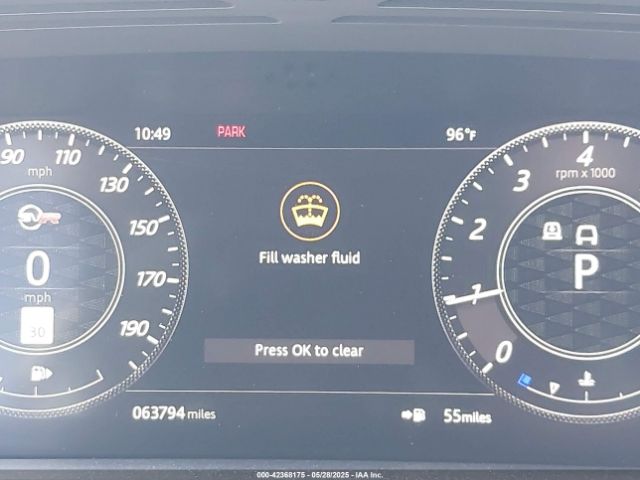 10:49 PARK 96°F
90 110 130 150 170 190
mph
SVR
0
mph
30
Fill washer fluid
Press OK to clear
063794 miles
55miles
0 1 2 3 4
rpm x 1000
A
P
000-42368175 - 05/28/2025 - IAA Inc.